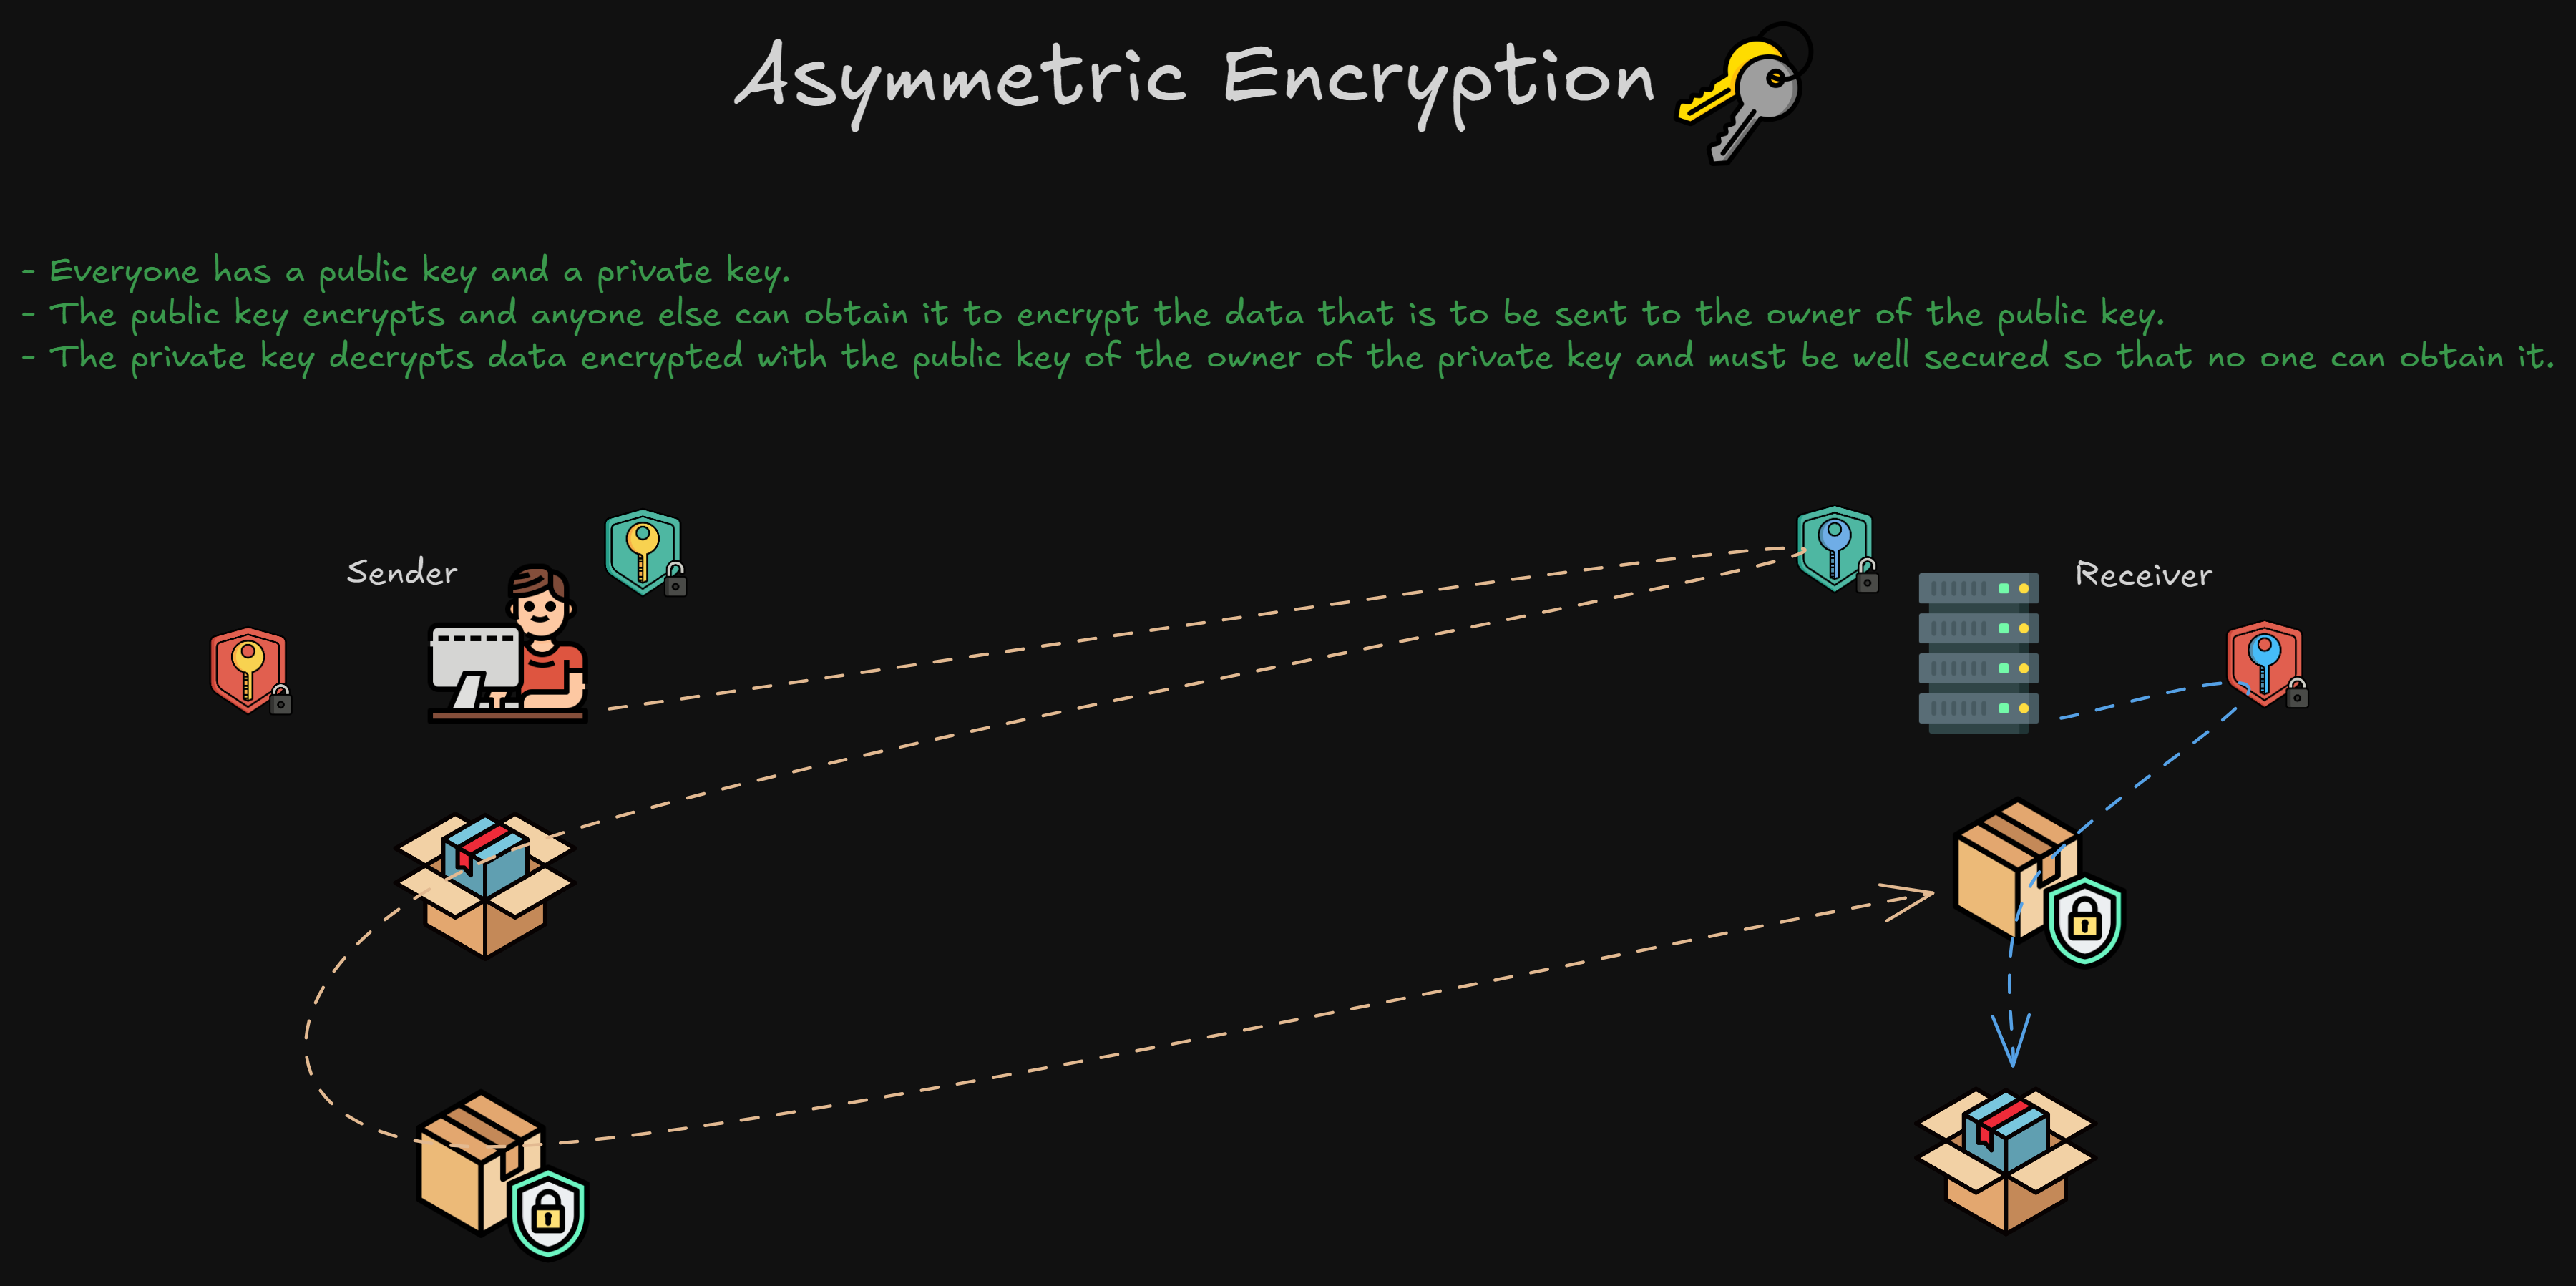 Asymmetric Encryption
- Everyone has a public key and a private key.
- The public key encrypts and anyone else can obtain it to encrypt the data that is to be sent to the owner of the public key.
- The private key decrypts data encrypted with the public key of the owner of the private key and must be well secured so that no one can obtain it.
Sender
Receiver